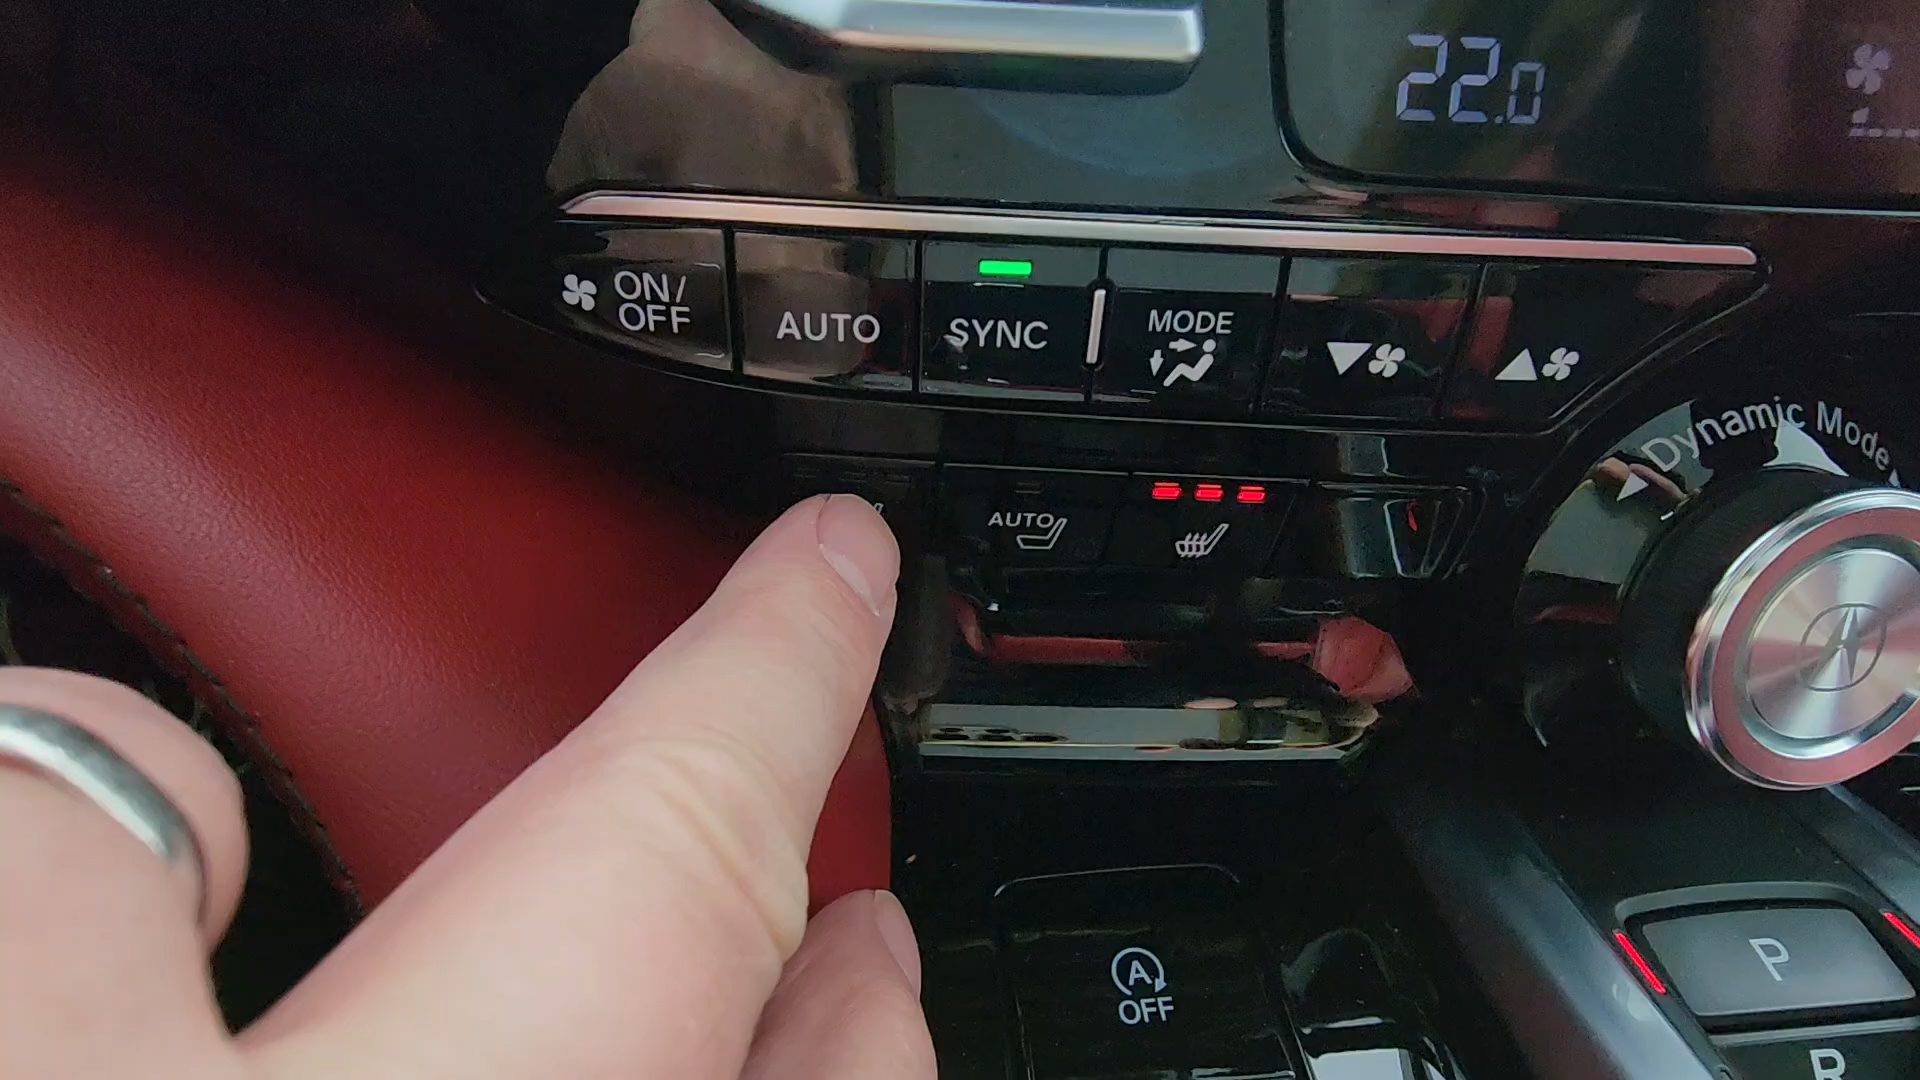 22.0
ON/
OFF
AUTO
SYNC
MODE
Dynamic Mode
AUTO
A
OFF
P
R